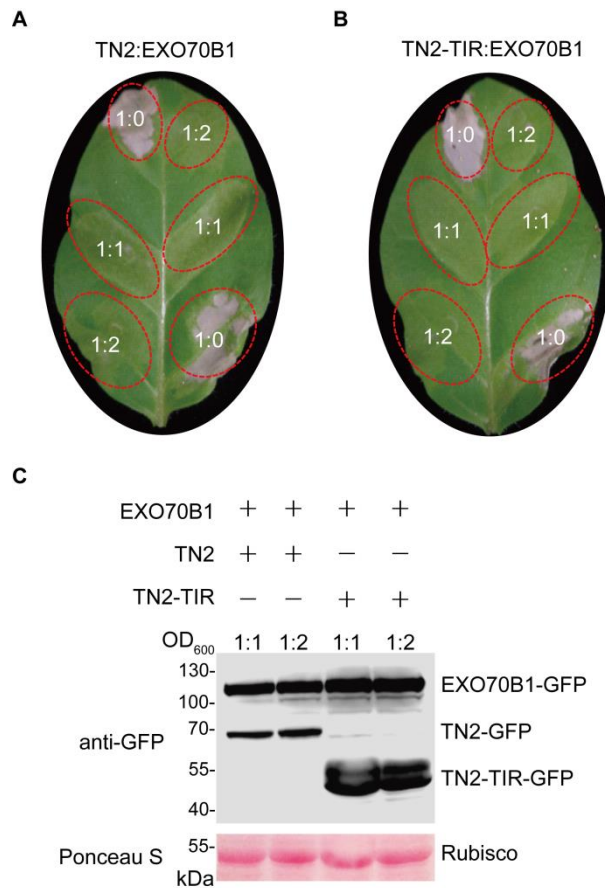 A
TN2:EXO70B1
1:0
1:2
1:1
1:1
1:2
1:0
B
TN2-TIR:EXO70B1
1:0
1:2
1:1
1:1
1:2
1:0
C
EXO70B1 + + + +
TN2 + + − −
TN2-TIR − − + +
OD600 1:1 1:2 1:1 1:2
130-
100-
70-
55-
40-
anti-GFP
EXO70B1-GFP
TN2-GFP
TN2-TIR-GFP
55-
Ponceau S
Rubisco
kDa